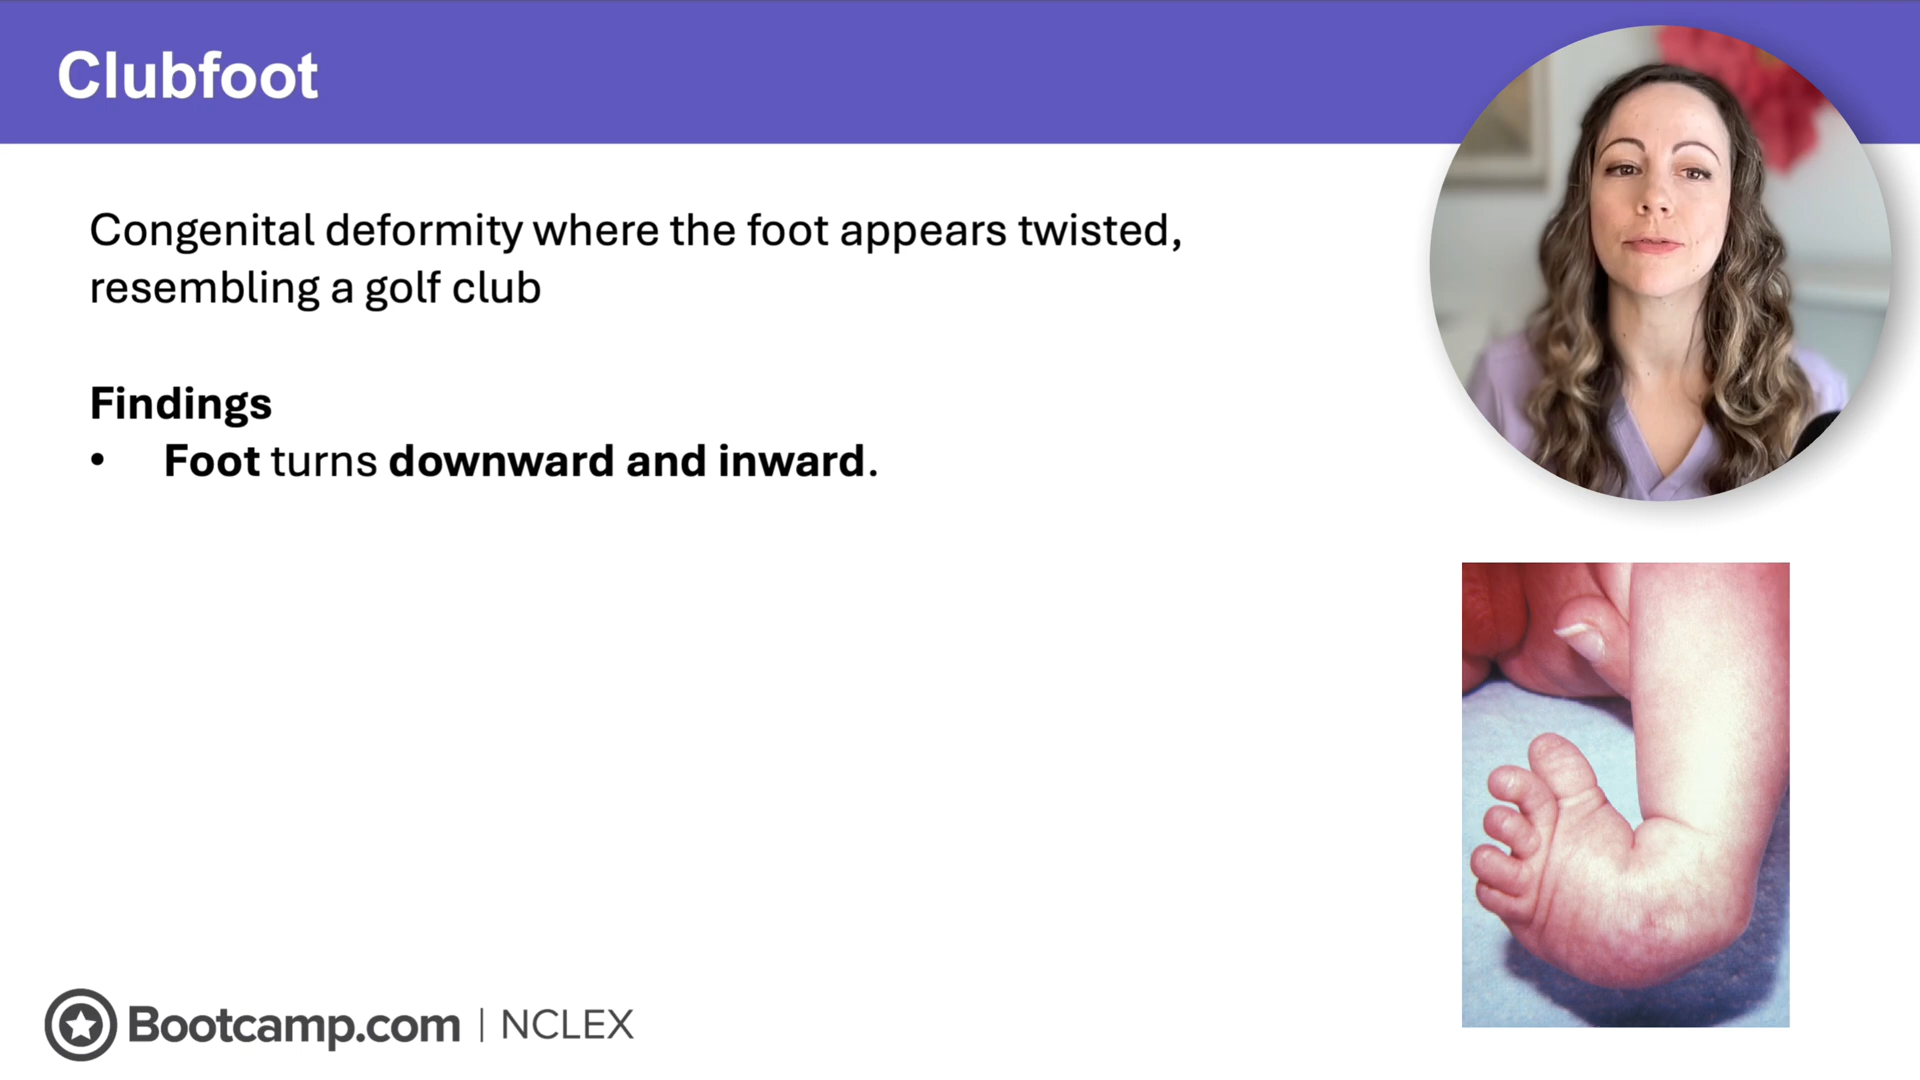 Clubfoot
Congenital deformity where the foot appears twisted,
resembling a golf club
Findings
• Foot turns downward and inward.
Bootcamp.com | NCLEX